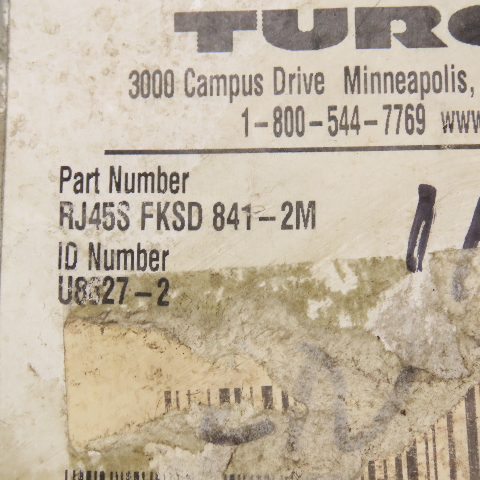 TURC
3000 Campus Drive Minneapolis,
1-800-544-7769 www
Part Number
RJ45S FKSD 841-2M
ID Number